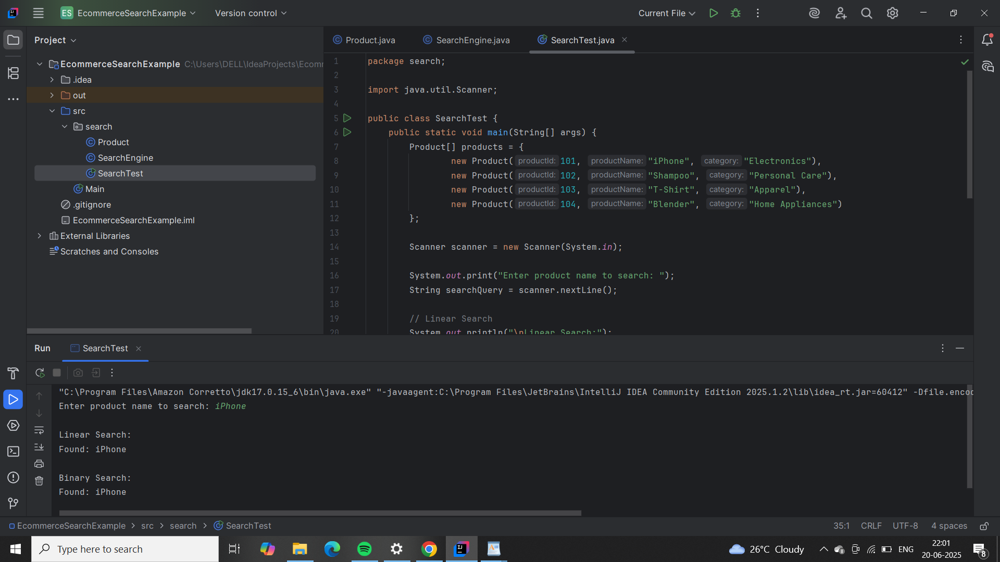 ES EcommerceSearchExample Version control Current File
Project
EcommerceSearchExample C:\Users\DELL\IdeaProjects\Ecomm
.idea
out
src
search
Product
SearchEngine
SearchTest
Main
.gitignore
EcommerceSearchExample.iml
External Libraries
Scratches and Consoles
Product.java SearchEngine.java SearchTest.java
1 package search;
2
3 import java.util.Scanner;
4
5 public class SearchTest {
6 public static void main(String[] args) {
7 Product[] products = {
8 new Product( productId: 101, productName: "iPhone", category: "Electronics"),
9 new Product( productId: 102, productName: "Shampoo", category: "Personal Care"),
10 new Product( productId: 103, productName: "T-Shirt", category: "Apparel"),
11 new Product( productId: 104, productName: "Blender", category: "Home Appliances")
12 };
13
14 Scanner scanner = new Scanner(System.in);
15
16 System.out.print("Enter product name to search: ");
17 String searchQuery = scanner.nextLine();
18
19 // Linear Search
20 System.out.println("\nLinear Search:");
Run SearchTest
"C:\Program Files\Amazon Corretto\jdk17.0.15_6\bin\java.exe" "-javaagent:C:\Program Files\JetBrains\IntelliJ IDEA Community Edition 2025.1.2\lib\idea_rt.jar=60412" -Dfile.encod
Enter product name to search: iPhone
Linear Search:
Found: iPhone
Binary Search:
Found: iPhone
EcommerceSearchExample > src > search > SearchTest 35:1 CRLF UTF-8 4 spaces
Type here to search 26°C Cloudy ENG 22:01
20-06-2025 8